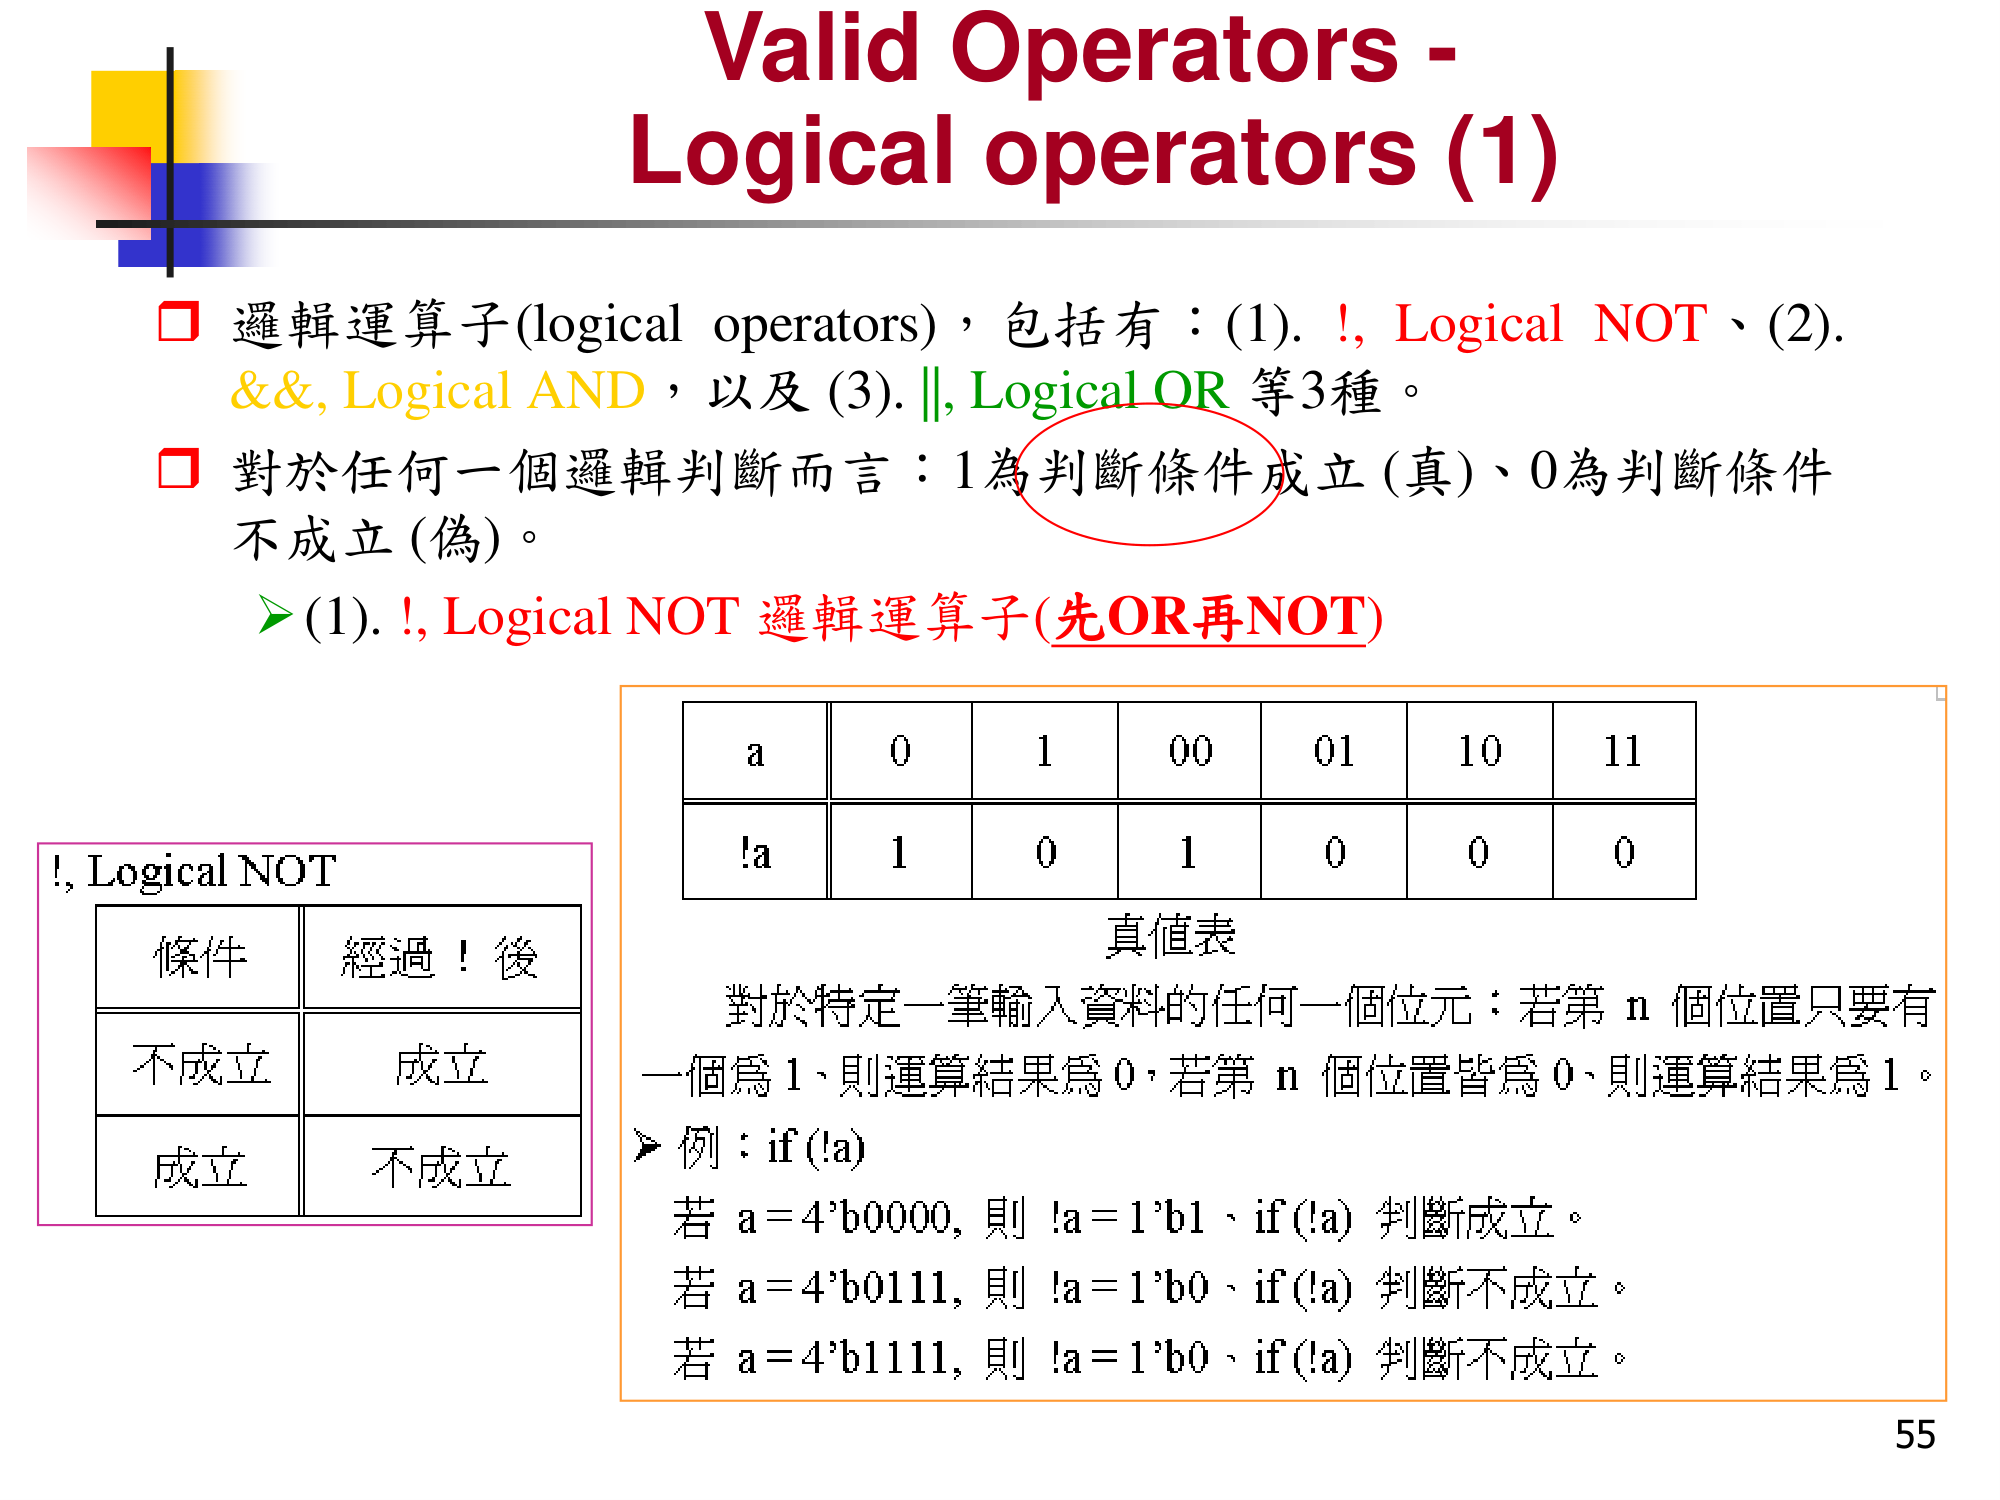 Valid Operators -
Logical operators (1)
邏輯運算子(logical operators)，包括有：(1). !, Logical NOT、(2).
&&, Logical AND，以及 (3). ||, Logical OR 等3種。
對於任何一個邏輯判斷而言：1為判斷條件成立 (真)、0為判斷條件
不成立 (偽)。
(1). !, Logical NOT 邏輯運算子(先OR再NOT)
!, Logical NOT
條件 經過 ! 後
不成立 成立
成立 不成立
a 0 1 00 01 10 11
!a 1 0 1 0 0 0
真值表
對於特定一筆輸入資料的任何一個位元：若第 n 個位置只要有
一個為 1、則運算結果為 0，若第 n 個位置皆為 0、則運算結果為 1。
例：if (!a)
若 a = 4’b0000, 則 !a = 1’b1、if (!a) 判斷成立。
若 a = 4’b0111, 則 !a = 1’b0、if (!a) 判斷不成立。
若 a = 4’b1111, 則 !a = 1’b0、if (!a) 判斷不成立。
55